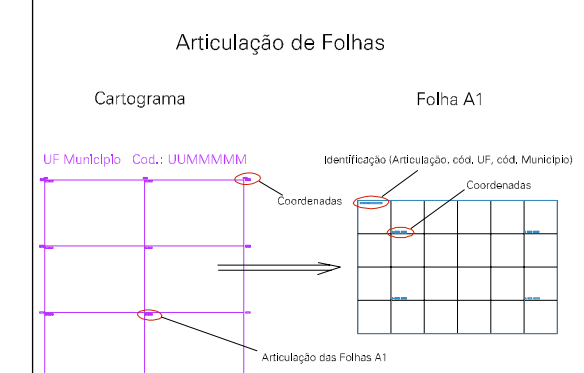 Articulação de Folhas
Cartograma
Folha A1
UF Município Cod.: UUMMMMM
Identificação (Articulação, cód. UF, cód. Município)
Coordenadas
Coordenadas
Articulação das Folhas A1